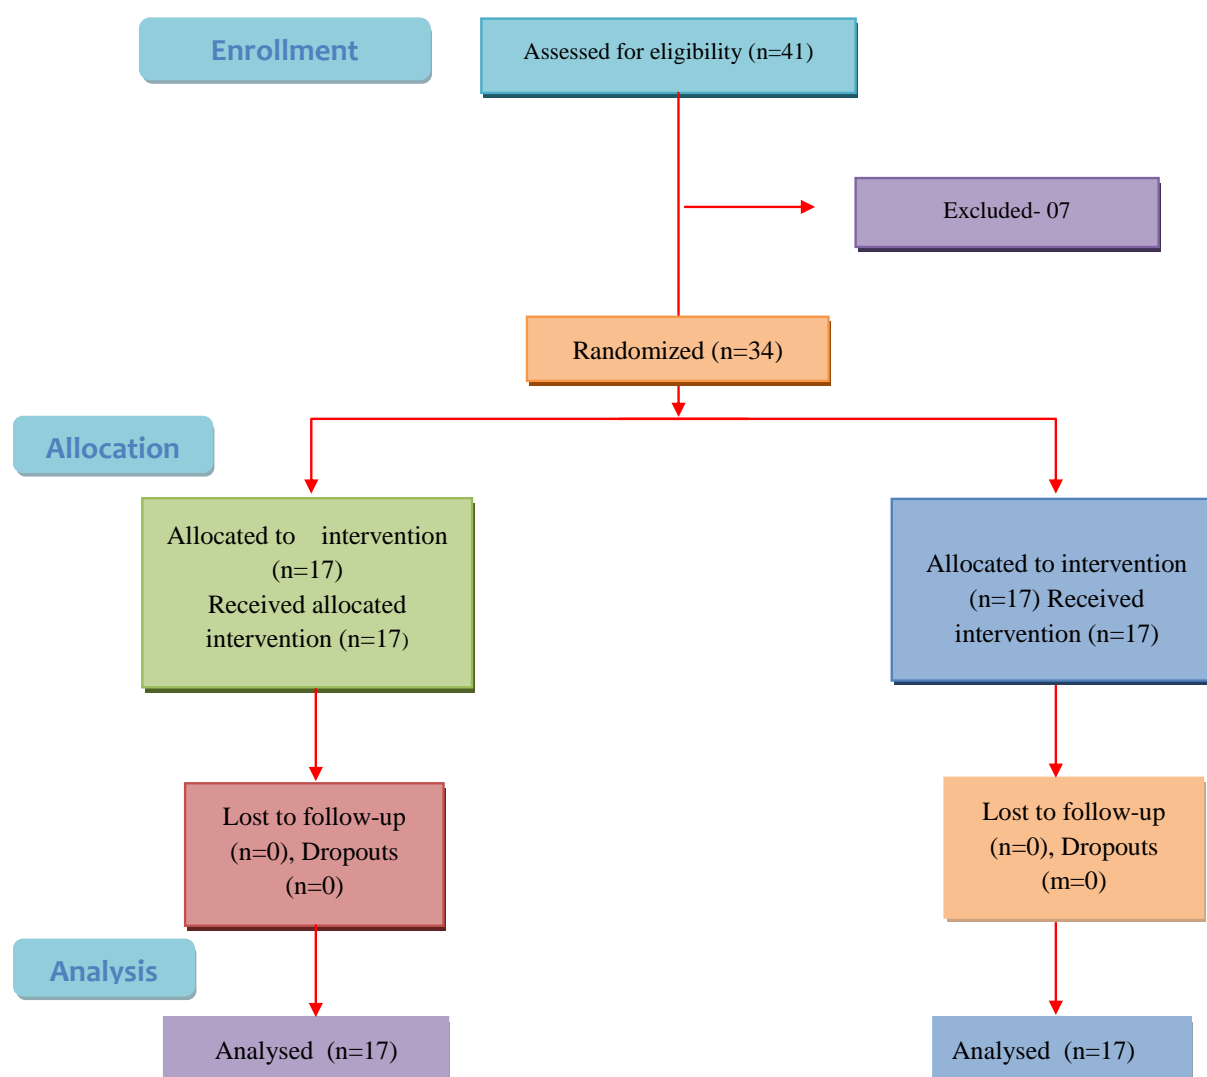 Enrollment
Assessed for eligibility (n=41)
Excluded- 07
Randomized (n=34)
Allocation
Allocated to intervention
(n=17)
Received allocated
intervention (n=17)
Allocated to intervention
(n=17) Received
intervention (n=17)
Lost to follow-up
(n=0), Dropouts
(n=0)
Lost to follow-up
(n=0), Dropouts
(m=0)
Analysis
Analysed (n=17)
Analysed (n=17)